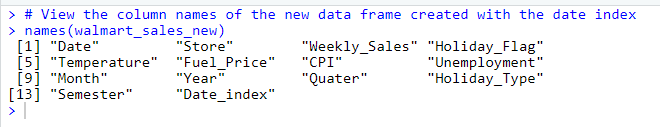 > # View the column names of the new data frame created with the date index
> names(walmart_sales_new)
[1] "Date" "Store" "Weekly_Sales" "Holiday_Flag"
[5] "Temperature" "Fuel_Price" "CPI" "Unemployment"
[9] "Month" "Year" "Quater" "Holiday_Type"
[13] "Semester" "Date_index"
>